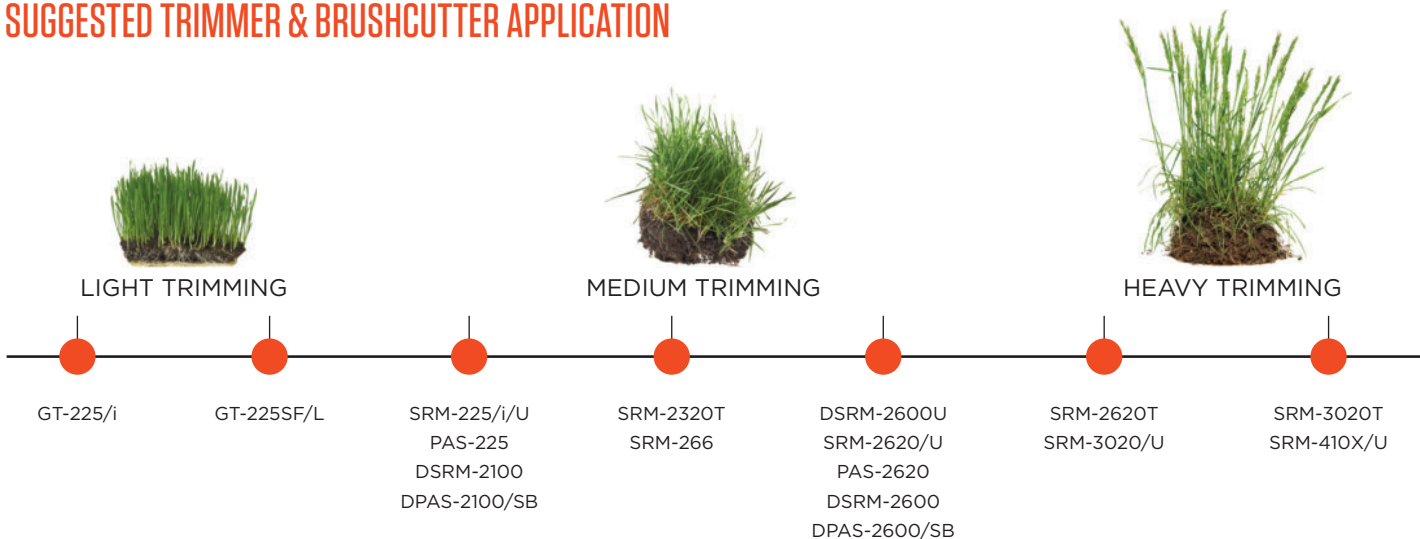 SUGGESTED TRIMMER & BRUSHCUTTER APPLICATION
LIGHT TRIMMING
MEDIUM TRIMMING
HEAVY TRIMMING
GT-225/i
GT-225SF/L
SRM-225/i/U
PAS-225
DSRM-2100
DPAS-2100/SB
SRM-2320T
SRM-266
DSRM-2600U
SRM-2620/U
PAS-2620
DSRM-2600
DPAS-2600/SB
SRM-2620T
SRM-3020/U
SRM-3020T
SRM-410X/U